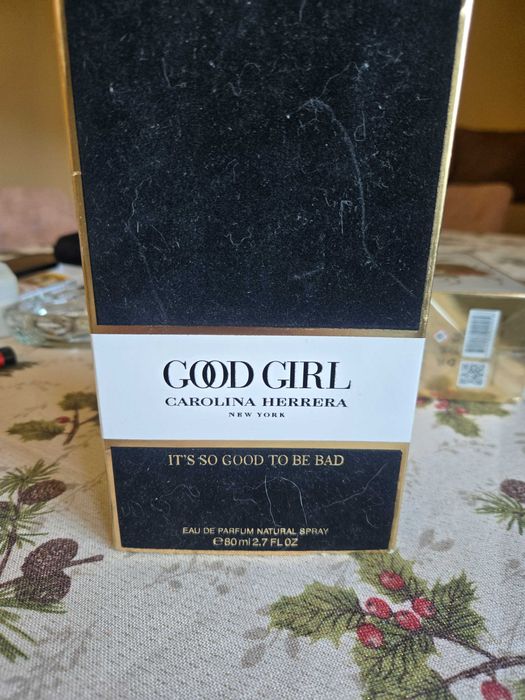 GOOD GIRL
CAROLINA HERRERA
NEW YORK
IT'S SO GOOD TO BE BAD
EAU DE PARFUM NATURAL SPRAY
℮80 ml 2.7 FL OZ